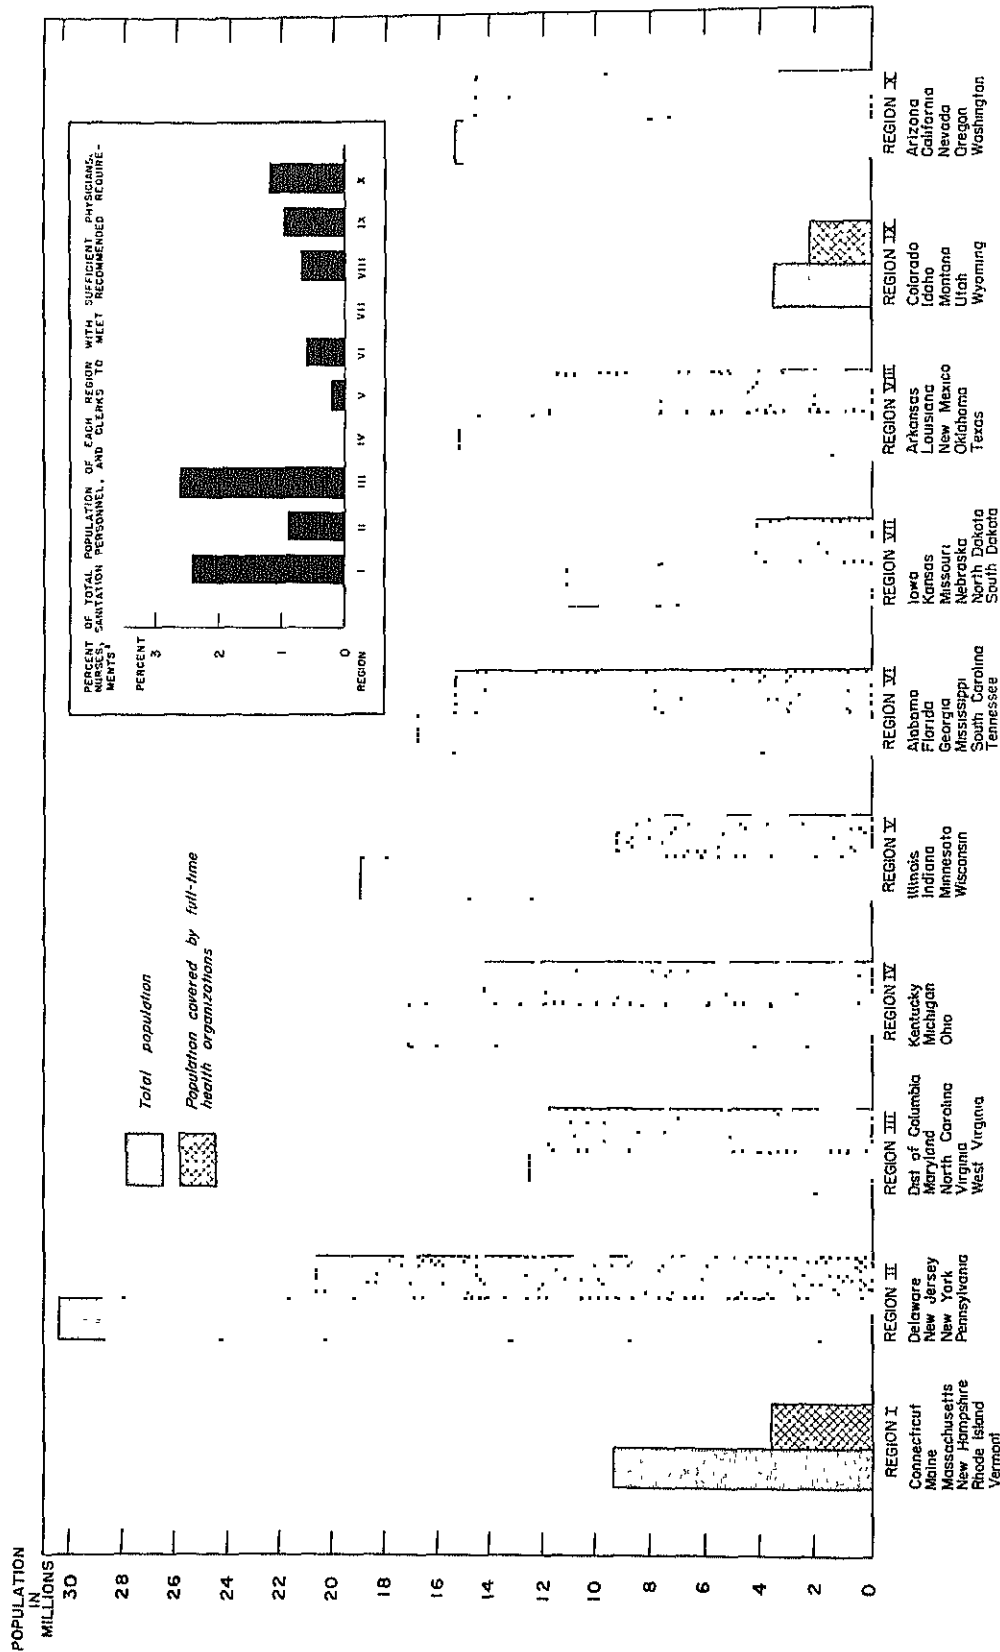 POPULATION
IN
MILLIONS
30
28
26
24
22
20
18
16
14
12
10
8
6
4
2
0
Total population
Population covered by full-time
health organizations
PERCENT OF TOTAL POPULATION OF EACH REGION WITH SUFFICIENT PHYSICIANS,
NURSES, SANITATION PERSONNEL, AND CLERKS TO MEET RECOMMENDED REQUIRE-
MENTS
PERCENT
3
2
1
0
REGION I II III IV V VI VII VIII IX X
REGION I
Connecticut
Maine
Massachusetts
New Hampshire
Rhode Island
Vermont
REGION II
Delaware
New Jersey
New York
Pennsylvania
REGION III
Dist of Columbia
Maryland
North Carolina
Virginia
West Virginia
REGION IV
Kentucky
Michigan
Ohio
REGION V
Illinois
Indiana
Minnesota
Wisconsin
REGION VI
Alabama
Florida
Georgia
Mississippi
South Carolina
Tennessee
REGION VII
Iowa
Kansas
Missouri
Nebraska
North Dakota
South Dakota
REGION VIII
Arkansas
Louisiana
New Mexico
Oklahoma
Texas
REGION IX
Colorado
Idaho
Montana
Utah
Wyoming
REGION X
Arizona
California
Nevada
Oregon
Washington